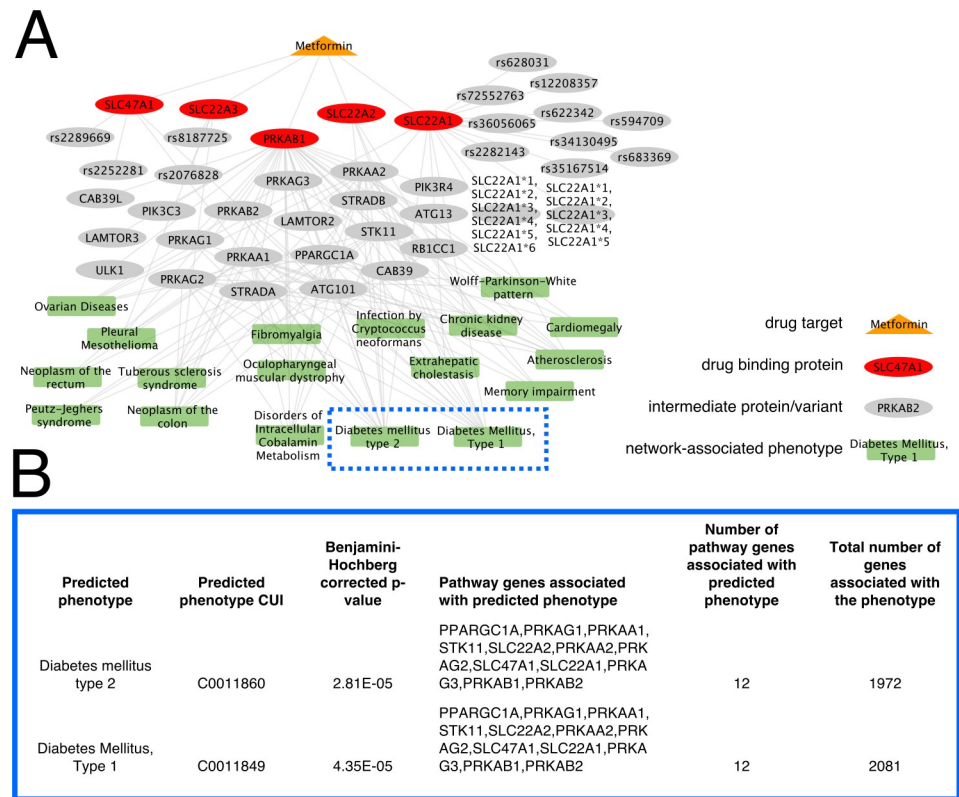 A
Metformin
SLC47A1
SLC22A3
SLC22A2
SLC22A1
PRKAB1
rs628031
rs12208357
rs72552763
rs622342
rs594709
rs36056065
rs34130495
rs2282143
rs683369
rs35167514
rs2289669
rs8187725
rs2252281
rs2076828
PRKAG3
PRKAA2
PIK3R4
CAB39L
PIK3C3
PRKAB2
STRADB
LAMTOR2
ATG13
STK11
LAMTOR3
PRKAG1
PRKAA1
PPARGC1A
RB1CC1
ULK1
PRKAG2
CAB39
STRADA
ATG101
SLC22A1*1,
SLC22A1*2,
SLC22A1*3,
SLC22A1*4,
SLC22A1*5,
SLC22A1*6
SLC22A1*1,
SLC22A1*2,
SLC22A1*3,
SLC22A1*4,
SLC22A1*5
Wolff-Parkinson-White
pattern
Ovarian Diseases
Pleural
Mesothelioma
Fibromyalgia
Infection by
Cryptococcus
neoformans
Chronic kidney
disease
Cardiomegaly
Neoplasm of the
rectum
Tuberous sclerosis
syndrome
Oculopharyngeal
muscular dystrophy
Extrahepatic
cholestasis
Atherosclerosis
Memory impairment
Peutz-Jeghers
syndrome
Neoplasm of the
colon
Disorders of
Intracellular
Cobalamin
Metabolism
Diabetes mellitus
type 2
Diabetes Mellitus,
Type 1
drug target
Metformin
drug binding protein
SLC47A1
intermediate protein/variant
PRKAB2
network-associated phenotype
Diabetes Mellitus,
Type 1
B
Predicted
phenotype
Predicted
phenotype CUI
Benjamini-
Hochberg
corrected p-
value
Pathway genes associated
with predicted phenotype
Number of
pathway genes
associated with
predicted
phenotype
Total number of
genes
associated with
the phenotype
Diabetes mellitus
type 2
C0011860
2.81E-05
PPARGC1A,PRKAG1,PRKAA1,
STK11,SLC22A2,PRKAA2,PRK
AG2,SLC47A1,SLC22A1,PRKA
G3,PRKAB1,PRKAB2
12
1972
Diabetes Mellitus,
Type 1
C0011849
4.35E-05
PPARGC1A,PRKAG1,PRKAA1,
STK11,SLC22A2,PRKAA2,PRK
AG2,SLC47A1,SLC22A1,PRKA
G3,PRKAB1,PRKAB2
12
2081